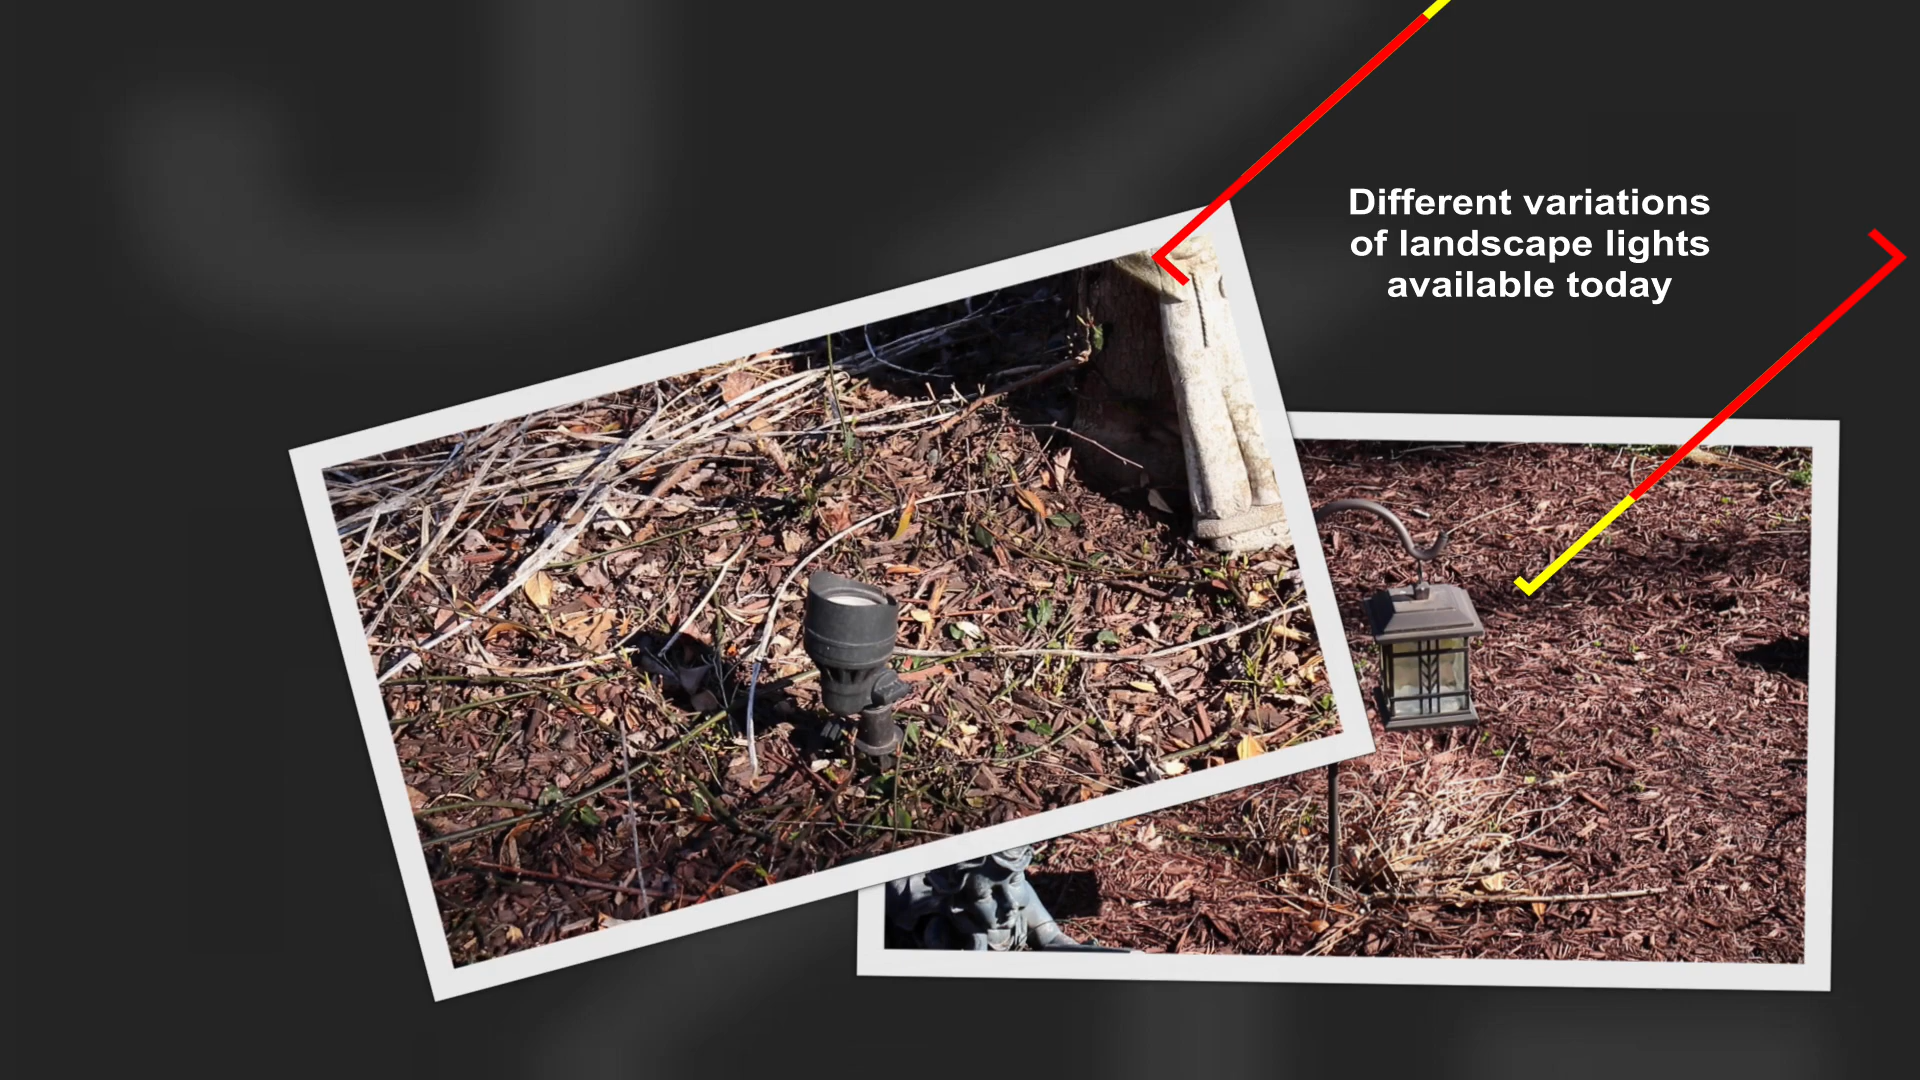 Different variations
of landscape lights
available today